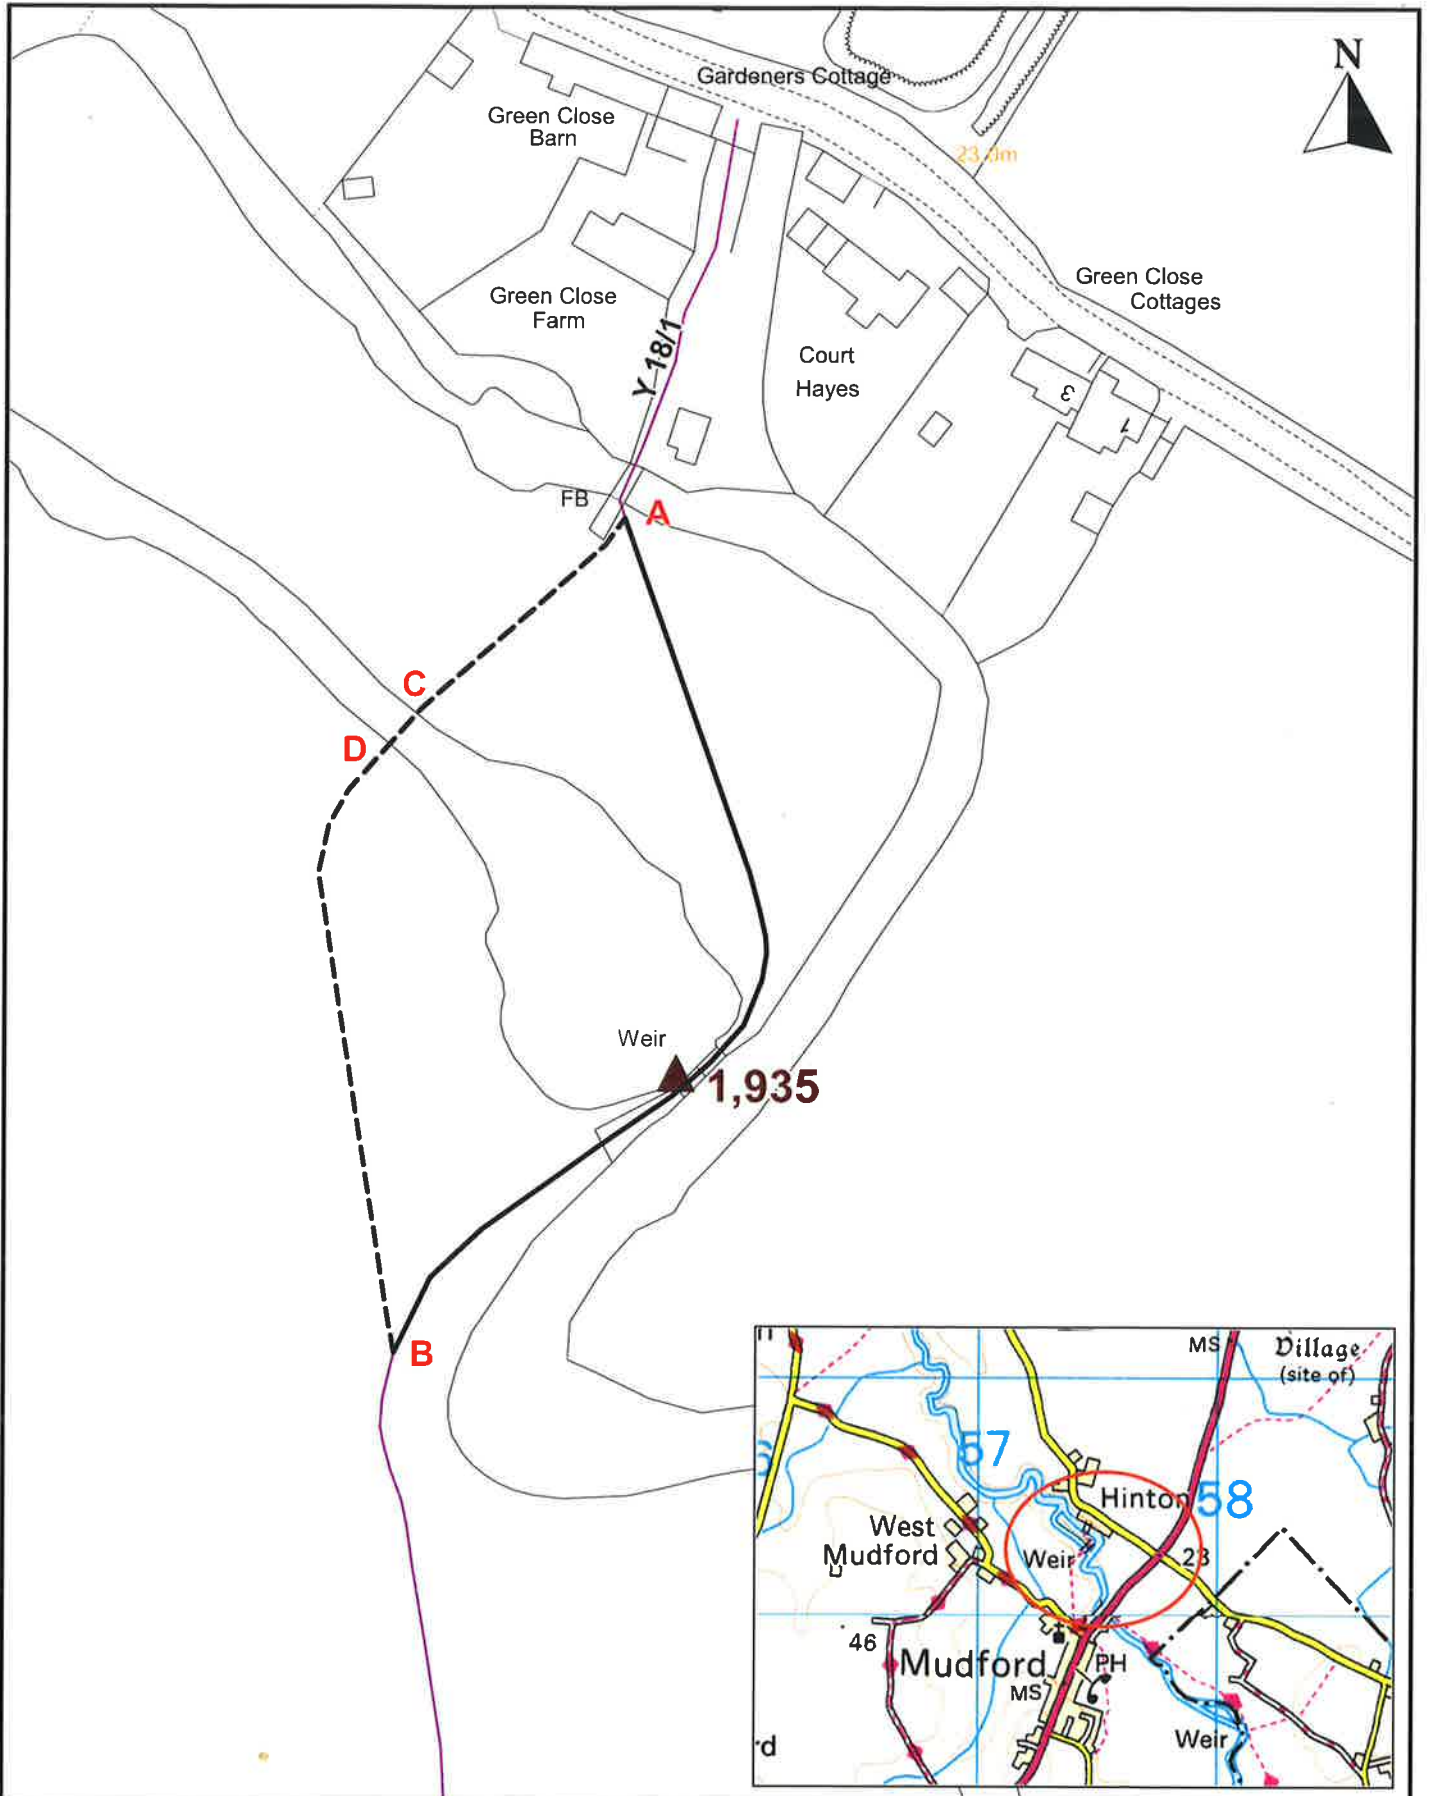 N
Gardeners Cottage
Green Close
Barn
23.0m
Green Close
Cottages
Green Close
Farm
Y 18/1
Court
Hayes
3
1
FB
A
C
D
Weir
1,935
B
MS
Village
(site of)
57
Hinton
58
West
Mudford
Weir
23
46
Mudford
PH
MS
Weir
rd